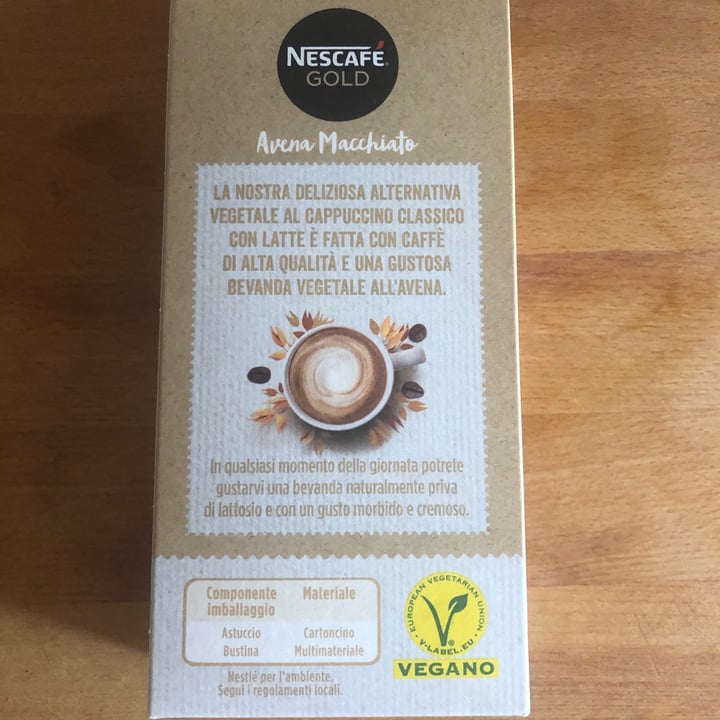 NESCAFÉ
GOLD
Avena Macchiato
LA NOSTRA DELIZIOSA ALTERNATIVA
VEGETALE AL CAPPUCCINO CLASSICO
CON LATTE È FATTA CON CAFFÈ
DI ALTA QUALITÀ E UNA GUSTOSA
BEVANDA VEGETALE ALL'AVENA.
In qualsiasi momento della giornata potrete
gustarvi una bevanda naturalmente priva
di lattosio e con un gusto morbido e cremoso.
Componente Materiale
imballaggio
Astuccio Cartoncino
Bustina Multimateriale
Nestlé per l'ambiente.
Segui i regolamenti locali.
EUROPEAN VEGETARIAN UNION
V-LABEL.EU
VEGANO